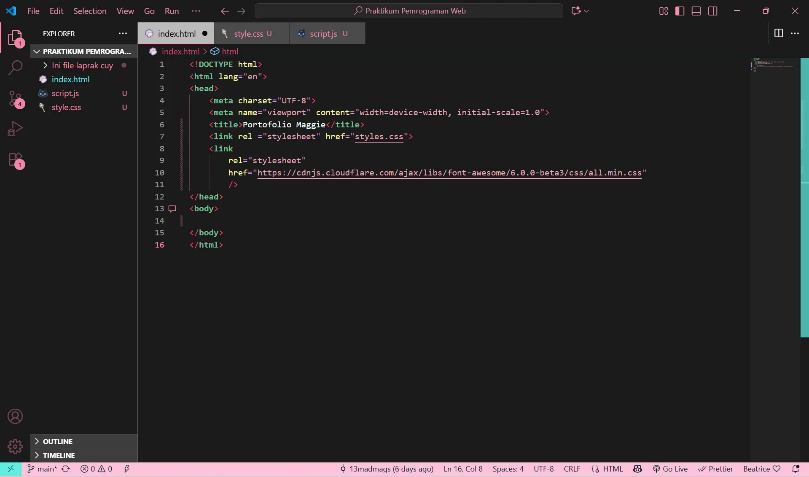 File Edit Selection View Go Run ··· Praktikum Pemrograman Web
EXPLORER ···
PRAKTIKUM PEMROGRA...
Ini file laprak cuy
index.html
script.js U
style.css U
OUTLINE
TIMELINE
1
4
1
index.html style.css U script.js U ···
index.html > html
1 <!DOCTYPE html>
2 <html lang="en">
3 <head>
4 <meta charset="UTF-8">
5 <meta name="viewport" content="width=device-width, initial-scale=1.0">
6 <title>Portofolio Maggie</title>
7 <link rel ="stylesheet" href="styles.css">
8 <link
9 rel="stylesheet"
10 href="https://cdnjs.cloudflare.com/ajax/libs/font-awesome/6.0.0-beta3/css/all.min.css"
11 />
12 </head>
13 <body>
14
15 </body>
16 </html>
main* 0 0 13madmags (6 days ago) Ln 16, Col 8 Spaces: 4 UTF-8 CRLF HTML Go Live Prettier Beatrice ♡